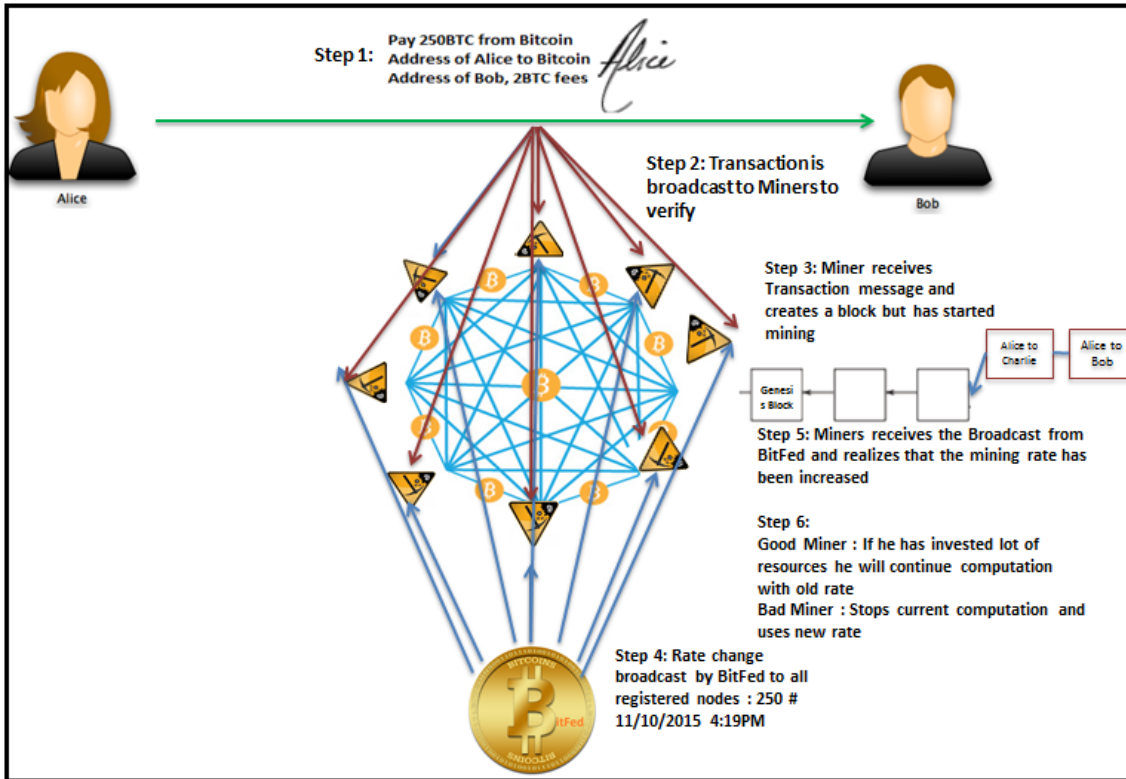 Step 1:
Pay 250BTC from Bitcoin
Address of Alice to Bitcoin
Address of Bob, 2BTC fees
Alice
Alice
Bob
Step 2: Transaction is
broadcast to Miners to
verify
Step 3: Miner receives
Transaction message and
creates a block but has started
mining
Alice to
Charlie
Alice to
Bob
Genesi
s Block
Step 5: Miners receives the Broadcast from
BitFed and realizes that the mining rate has
been increased
Step 6:
Good Miner : If he has invested lot of
resources he will continue computation
with old rate
Bad Miner : Stops current computation and
uses new rate
Step 4: Rate change
broadcast by BitFed to all
registered nodes : 250 #
11/10/2015 4:19PM
BITCOINS
itFed
BITCOINS